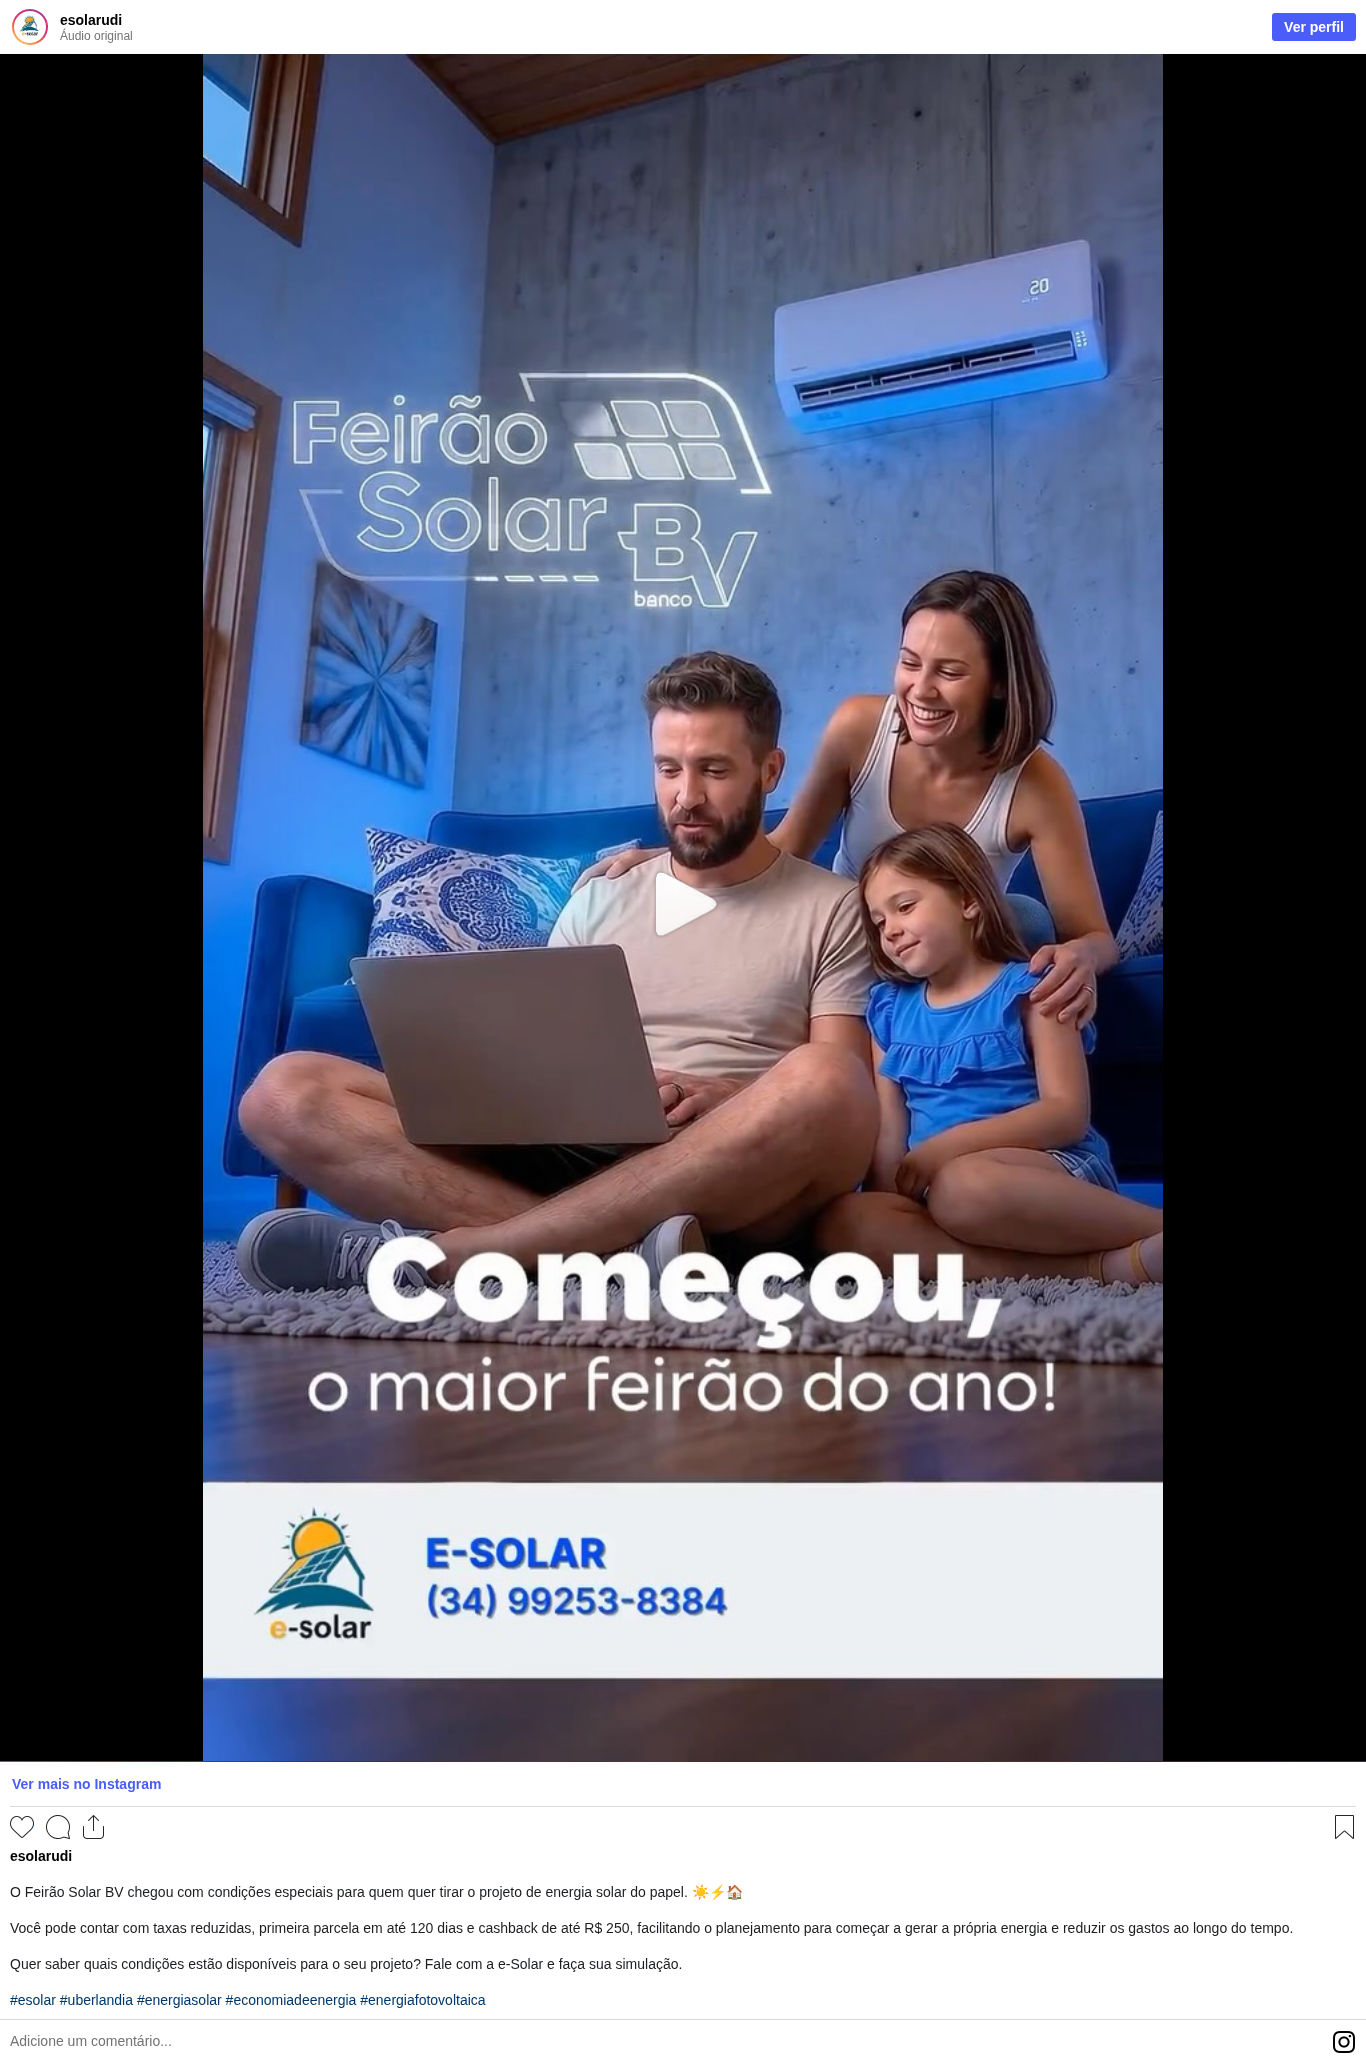 esolarudi
Áudio original
Ver perfil
20
Feirão
Solar
BV
banco
Começou,
o maior feirão do ano!
E-SOLAR
(34) 99253-8384
e-solar
Ver mais no Instagram
esolarudi
O Feirão Solar BV chegou com condições especiais para quem quer tirar o projeto de energia solar do papel. ☀️⚡🏠
Você pode contar com taxas reduzidas, primeira parcela em até 120 dias e cashback de até R$ 250, facilitando o planejamento para começar a gerar a própria energia e reduzir os gastos ao longo do tempo.
Quer saber quais condições estão disponíveis para o seu projeto? Fale com a e-Solar e faça sua simulação.
#esolar #uberlandia #energiasolar #economiadeenergia #energiafotovoltaica
Adicione um comentário...